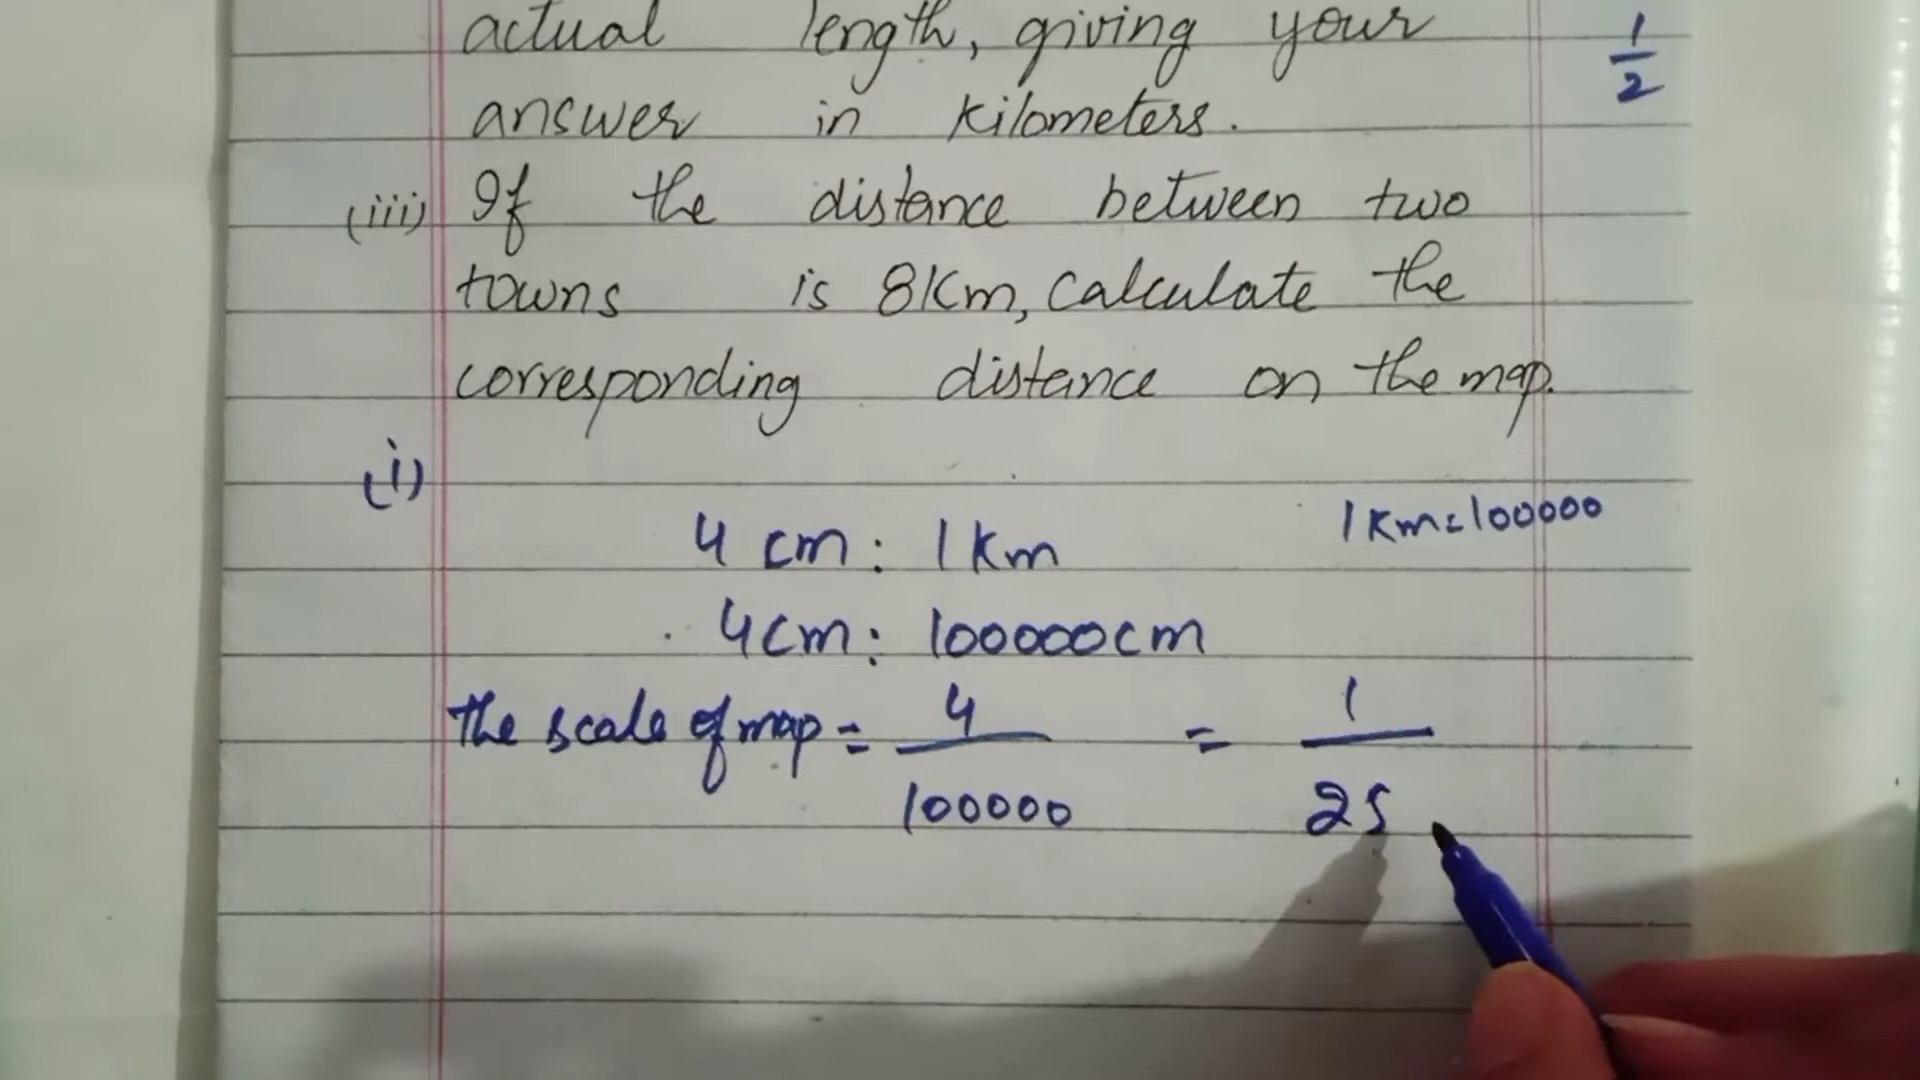 actual length, giving your
answer in kilometers.
1
2
(iii) If the distance between two
towns is 8Km, calculate the
corresponding distance on the map.
(i)
4 cm : 1 Km
1 Km = 100000
4cm : 100000cm
the scale of map = 4 = 1
100000 25